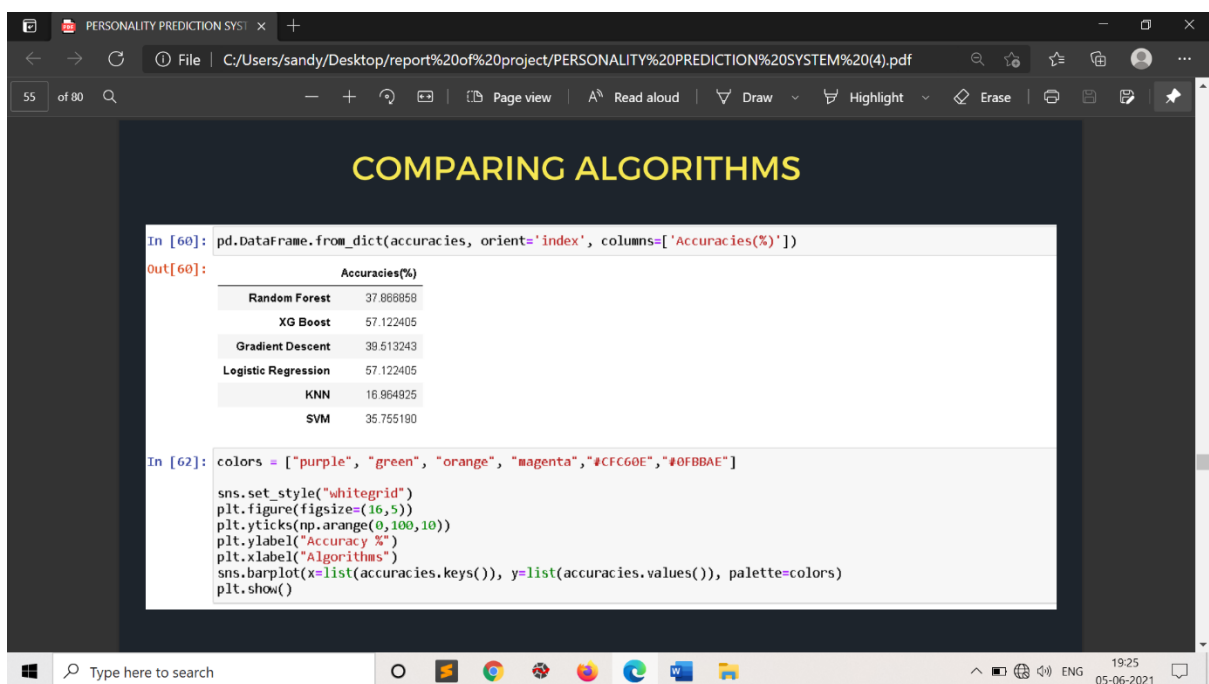 PERSONALITY PREDICTION SYST
File C:/Users/sandy/Desktop/report%20of%20project/PERSONALITY%20PREDICTION%20SYSTEM%20(4).pdf
55 of 80 Page view Read aloud Draw Highlight Erase
COMPARING ALGORITHMS
In [60]: pd.DataFrame.from_dict(accuracies, orient='index', columns=['Accuracies(%)'])
Out[60]:
Accuracies(%)
Random Forest 37.866858
XG Boost 57.122405
Gradient Descent 39.513243
Logistic Regression 57.122405
KNN 16.964925
SVM 35.755190
In [62]: colors = ["purple", "green", "orange", "magenta","#CFC60E","#0FBBAE"]
sns.set_style("whitegrid")
plt.figure(figsize=(16,5))
plt.yticks(np.arange(0,100,10))
plt.ylabel("Accuracy %")
plt.xlabel("Algorithms")
sns.barplot(x=list(accuracies.keys()), y=list(accuracies.values()), palette=colors)
plt.show()
Type here to search
ENG
19:25
05-06-2021